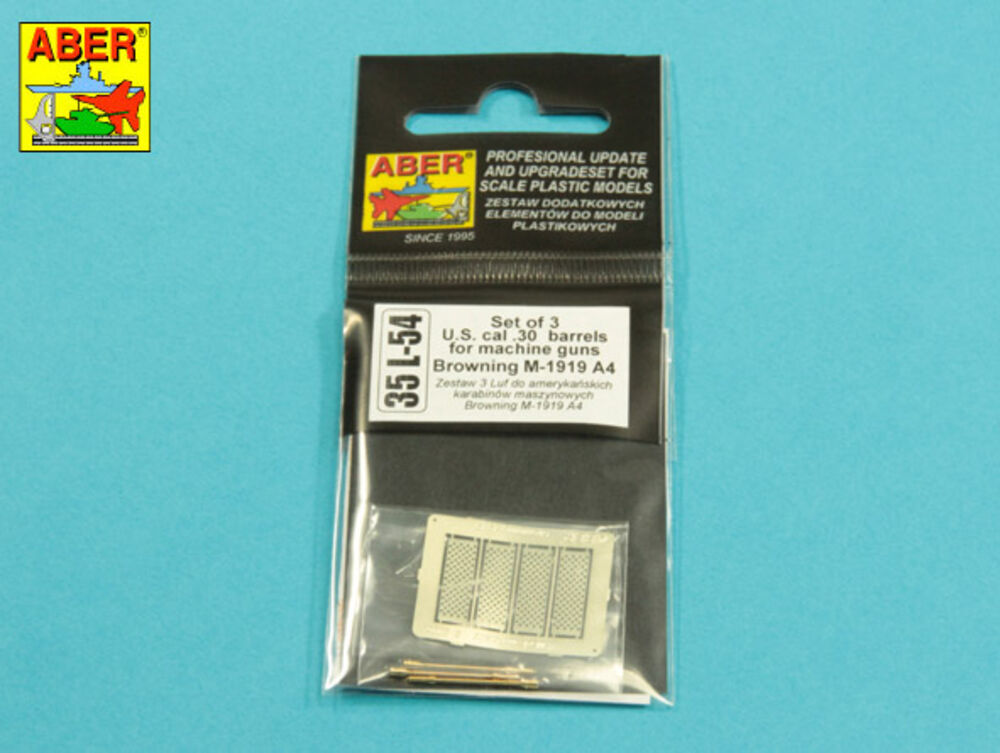 ABER®
ABER®
PROFESIONAL UPDATE
AND UPGRADESET FOR
SCALE PLASTIC MODELS
ZESTAW DODATKOWYCH
ELEMENTÓW DO MODELI
PLASTIKOWYCH
SINCE 1995
35 L-54
Set of 3
U.S. cal .30 barrels
for machine guns
Browning M-1919 A4
Zestaw 3 Luf do amerykańskich
karabinów maszynowych
Browning M-1919 A4